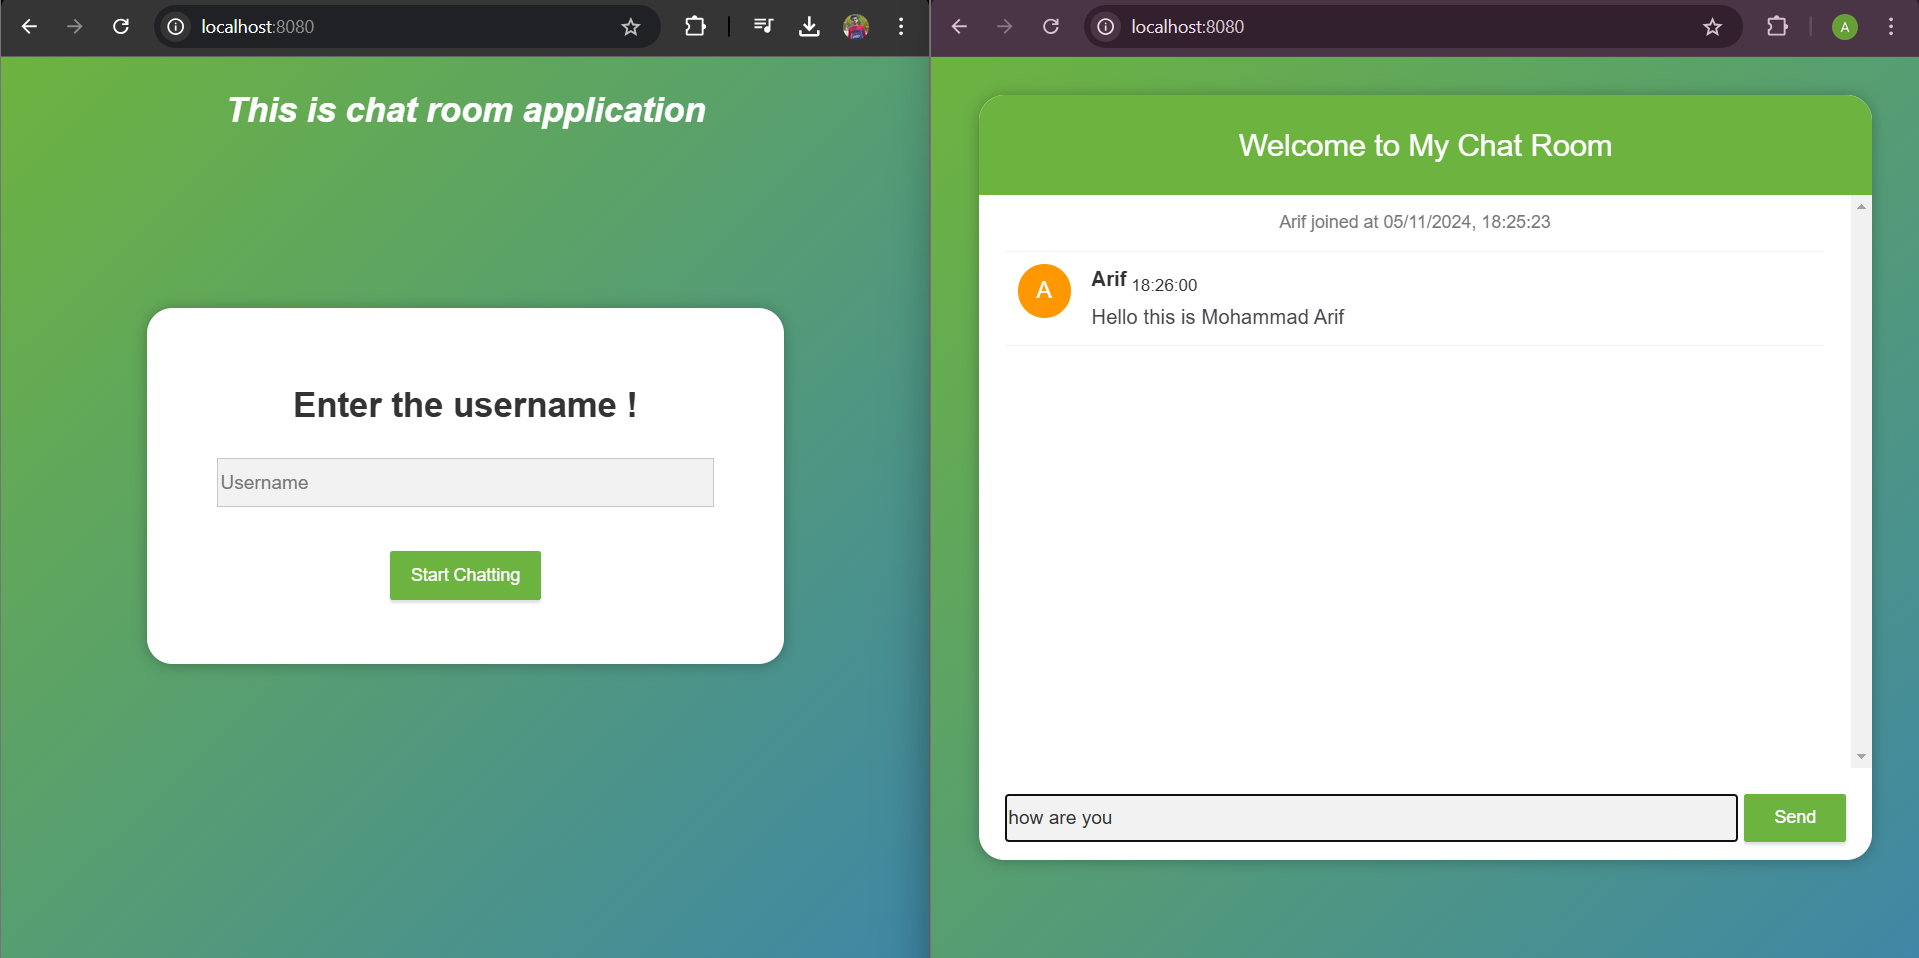 localhost:8080
This is chat room application
Enter the username !
Username
Start Chatting
localhost:8080
A
Welcome to My Chat Room
Arif joined at 05/11/2024, 18:25:23
A
Arif 18:26:00
Hello this is Mohammad Arif
how are you
Send